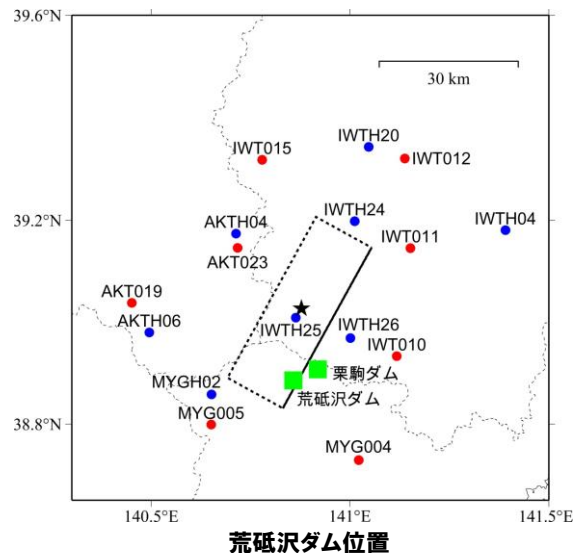 39.6°N
30 km
IWTH20
IWT015
IWT012
39.2°N
IWTH24
AKTH04
IWTH04
IWT011
AKT023
AKT019
AKTH06
IWTH25
IWTH26
IWT010
栗駒ダム
MYGH02
荒砥沢ダム
38.8°N
MYG005
MYG004
140.5°E
141°E
141.5°E
荒砥沢ダム位置